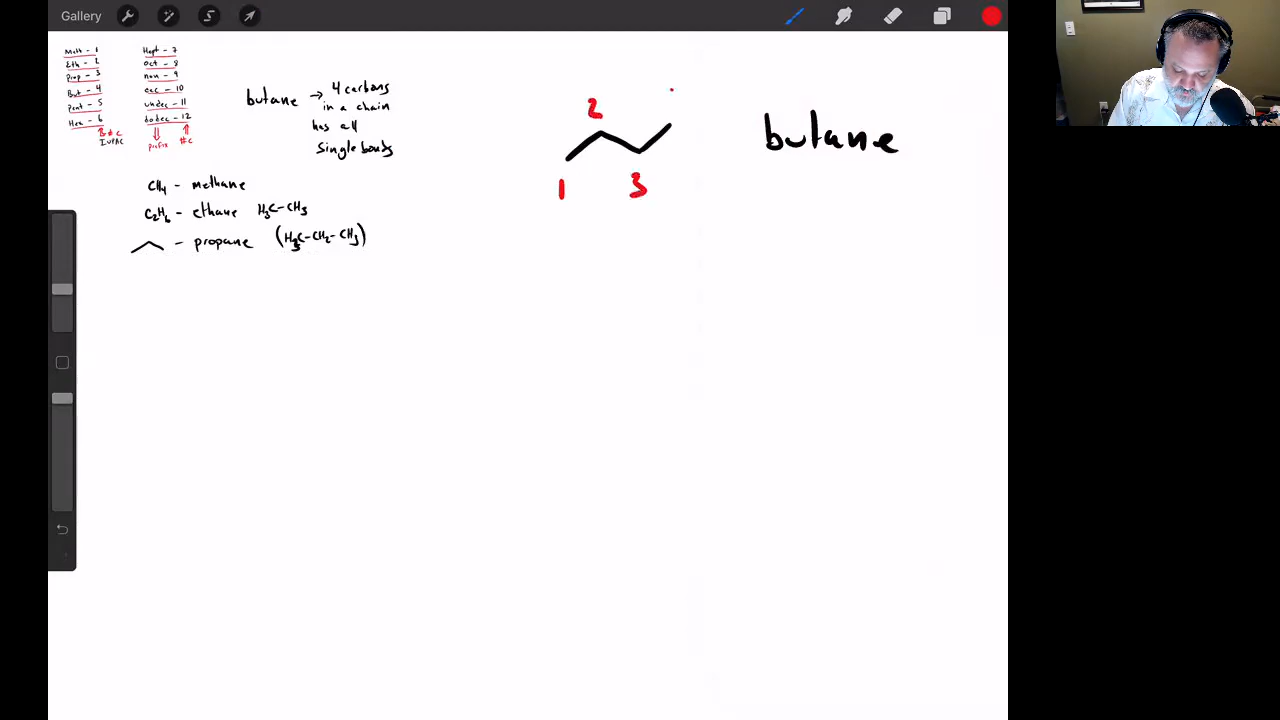 Gallery
Meth - 1
Eth - 2
Prop - 3
But - 4
Pent - 5
Hex - 6
B#C
IUPAC
Hept - 7
Oct - 8
non - 9
dec - 10
undec - 11
dodec - 12
prefix
#C
butane → 4 carbons
in a chain
has all
single bonds
CH4 - methane
C2H6 - ethane H3C-CH3
- propane (H3C-CH2-CH3)
2
1
3
butane